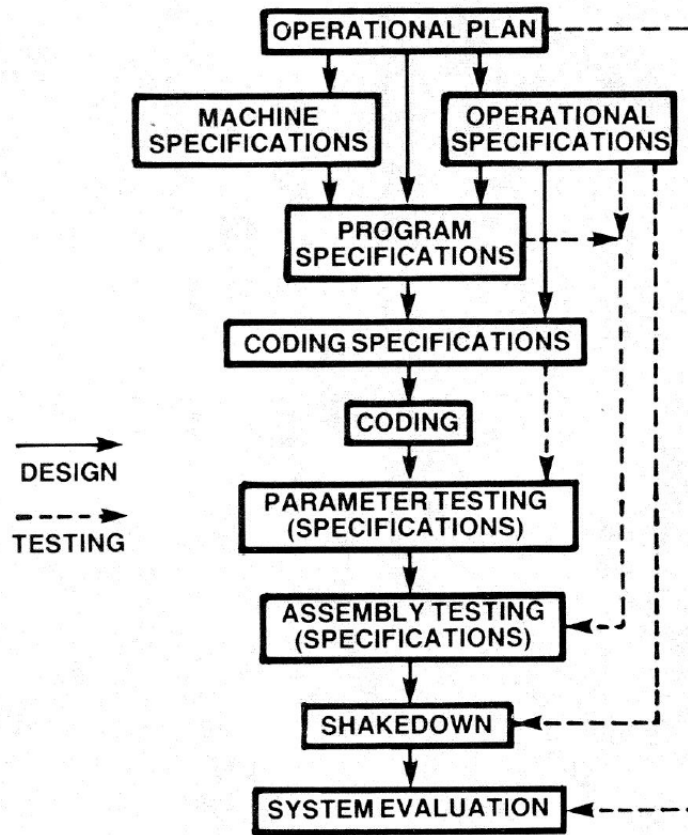 OPERATIONAL PLAN
MACHINE
SPECIFICATIONS
OPERATIONAL
SPECIFICATIONS
PROGRAM
SPECIFICATIONS
CODING SPECIFICATIONS
CODING
DESIGN
TESTING
PARAMETER TESTING
(SPECIFICATIONS)
ASSEMBLY TESTING
(SPECIFICATIONS)
SHAKEDOWN
SYSTEM EVALUATION